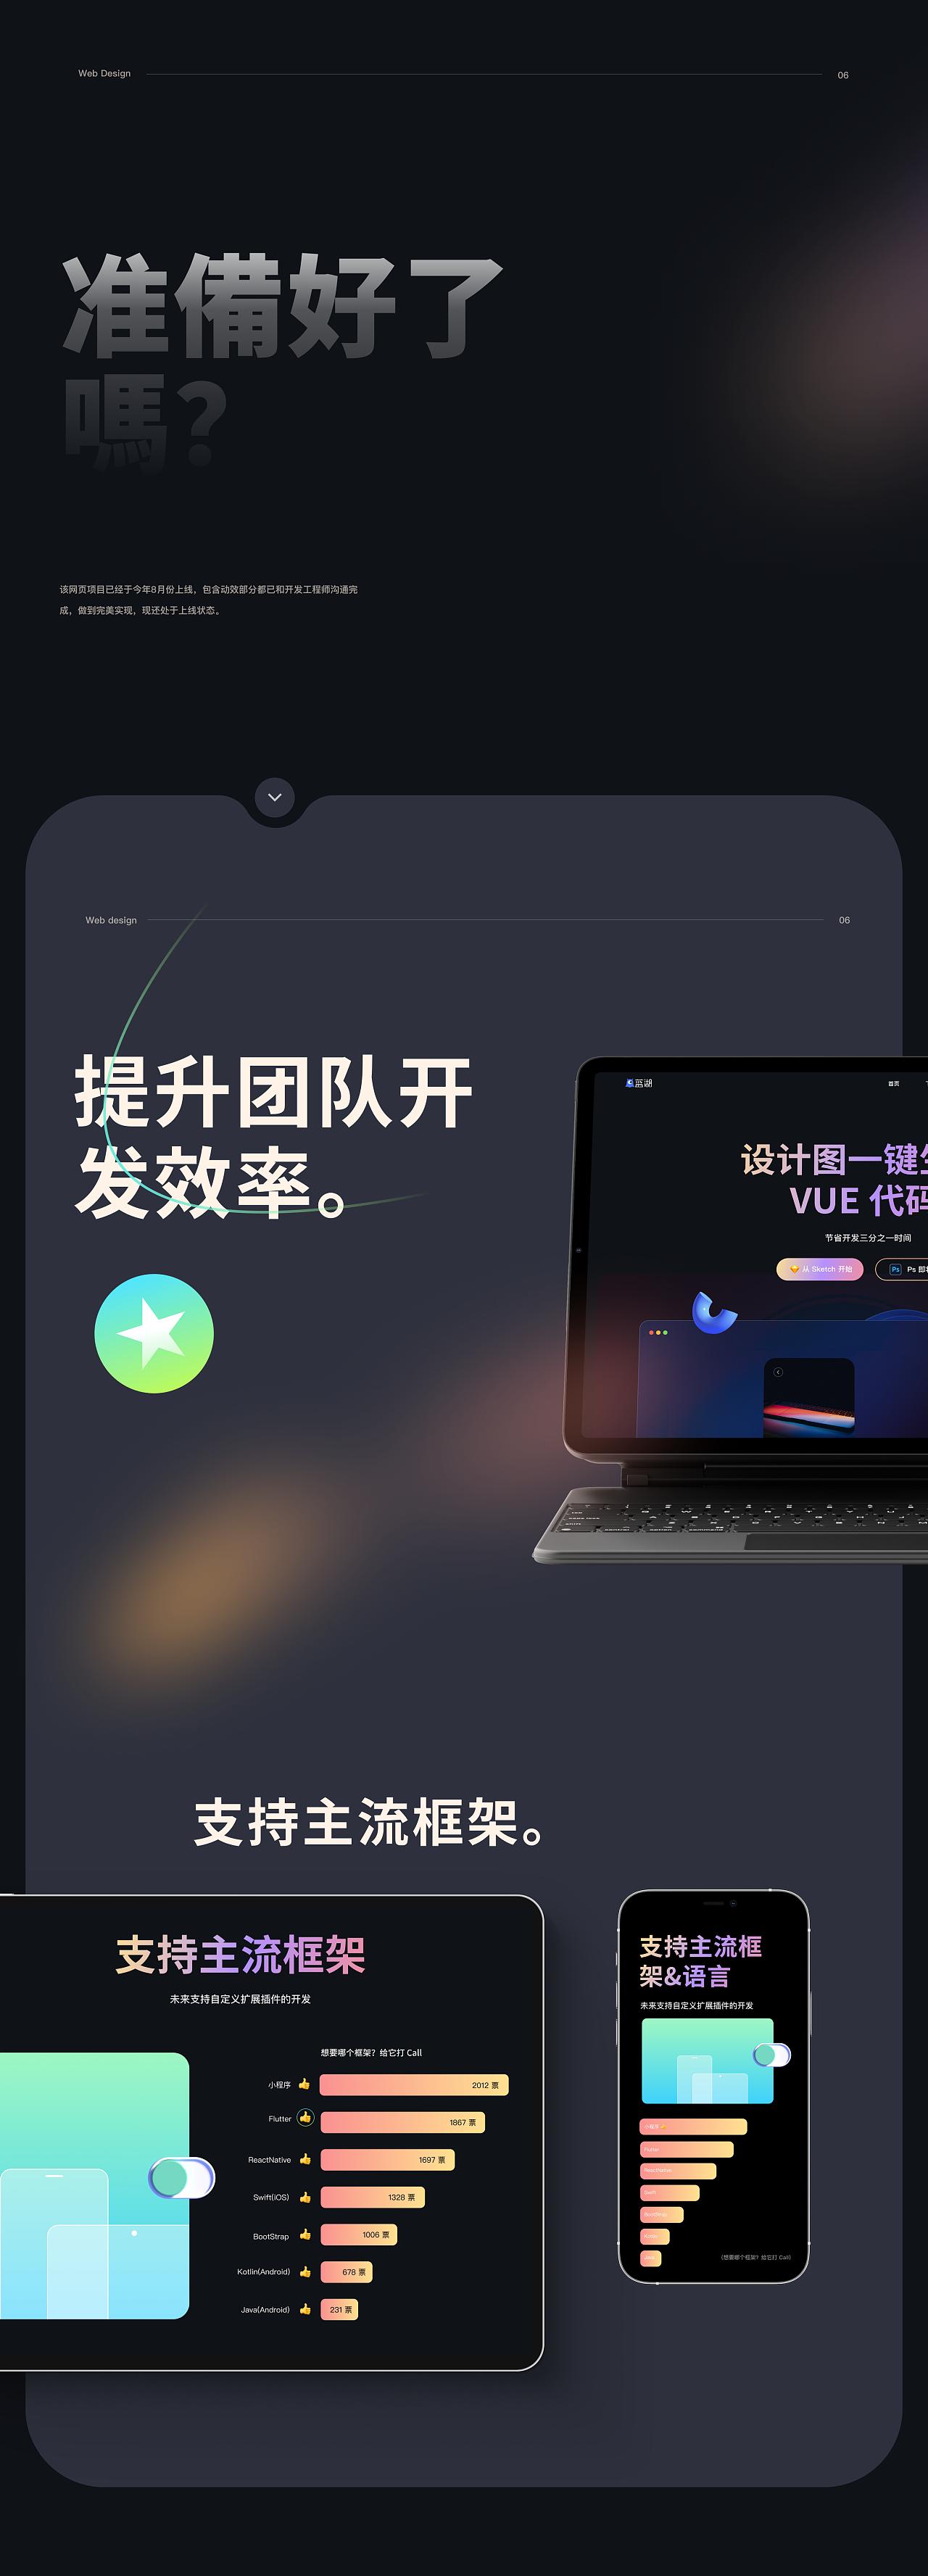 Web Design
06
准備好了
嗎?
该网页项目已经于今年8月份上线，包含动效部分都已和开发工程师沟通完
成，做到完美实现，现还处于上线状态。
Web design
06
提升团队开
发效率。
蓝湖
首页
设计图一键
VUE 代码
节省开发三分之一时间
从 Sketch 开始
Ps
Ps 即
支持主流框架。
支持主流框架
未来支持自定义扩展插件的开发
想要哪个框架？给它打 Call
小程序
2012 票
Flutter
1867 票
ReactNative
1697 票
Swift(iOS)
1328 票
BootStrap
1006 票
Kotlin(Android)
678 票
Java(Android)
231 票
支持主流框
架&语言
未来支持自定义扩展插件的开发
小程序
Flutter
ReactNative
Swift
BootStrap
(想要哪个框架？给它打 Call)